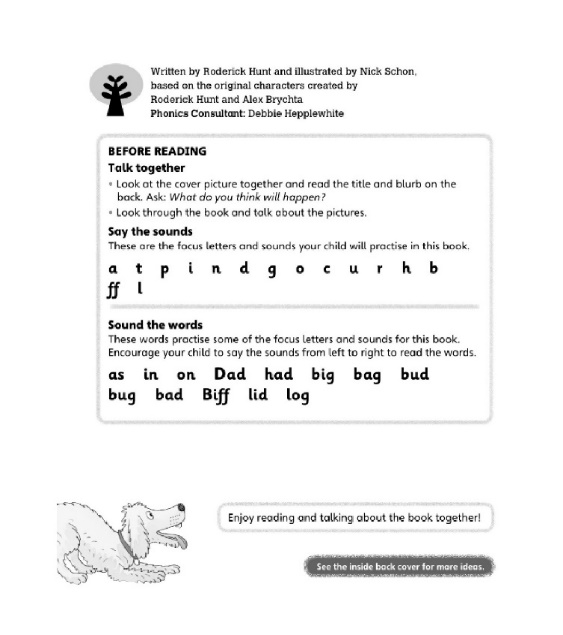 Written by Roderick Hunt and illustrated by Nick Schon,
based on the original characters created by
Roderick Hunt and Alex Brychta
Phonics Consultant: Debbie Hepplewhite
BEFORE READING
Talk together
• Look at the cover picture together and read the title and blurb on the
back. Ask: What do you think will happen?
• Look through the book and talk about the pictures.
Say the sounds
These are the focus letters and sounds your child will practise in this book.
a t p i n d g o c u r h b
ff l
Sound the words
These words practise some of the focus letters and sounds for this book.
Encourage your child to say the sounds from left to right to read the words.
as in on Dad had big bag bud
bug bad Biff lid log
Enjoy reading and talking about the book together!
See the inside back cover for more ideas.